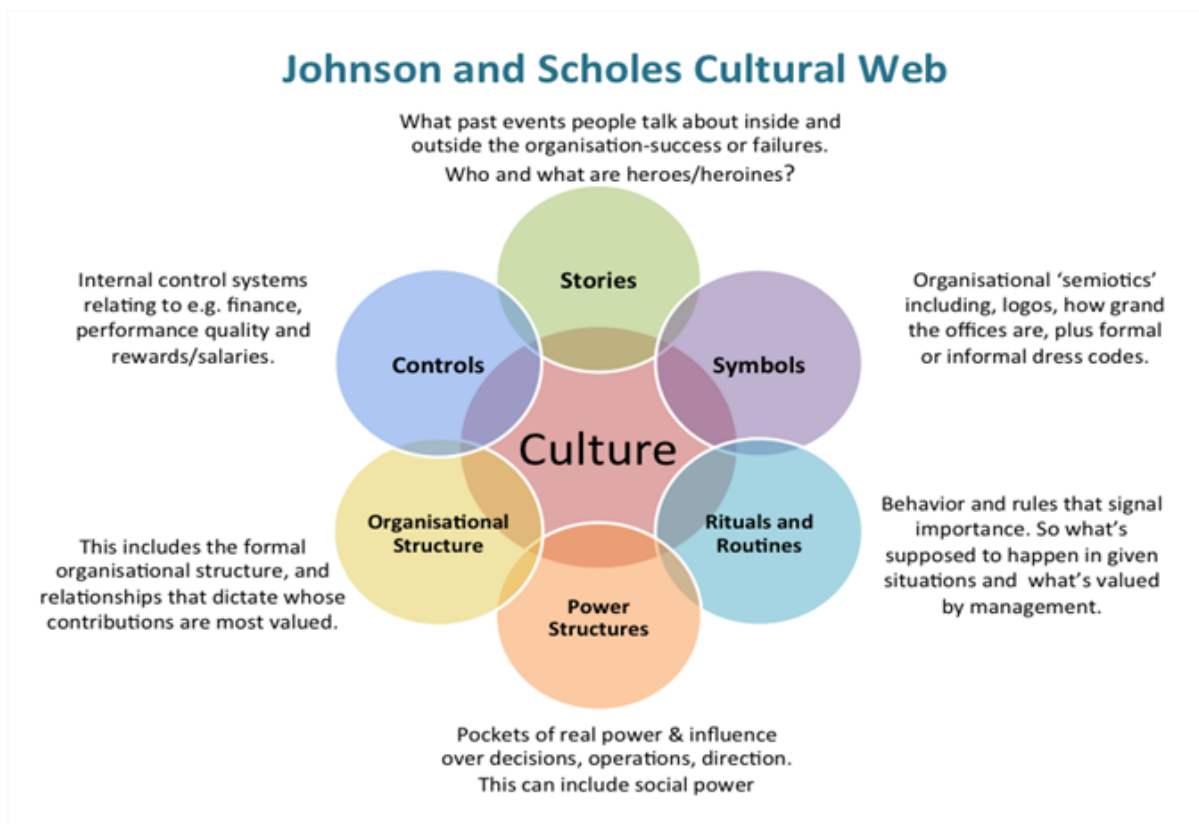 Johnson and Scholes Cultural Web
What past events people talk about inside and
outside the organisation-success or failures.
Who and what are heroes/heroines?
Stories
Internal control systems
relating to e.g. finance,
performance quality and
rewards/salaries.
Controls
Symbols
Organisational ‘semiotics’
including, logos, how grand
the offices are, plus formal
or informal dress codes.
Culture
This includes the formal
organisational structure, and
relationships that dictate whose
contributions are most valued.
Organisational
Structure
Rituals and
Routines
Behavior and rules that signal
importance. So what’s
supposed to happen in given
situations and what’s valued
by management.
Power
Structures
Pockets of real power & influence
over decisions, operations, direction.
This can include social power